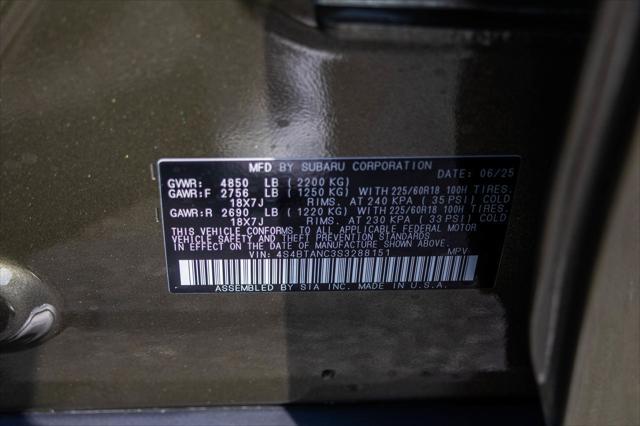 MFD BY SUBARU CORPORATION DATE: 06/25
GVWR: 4850 LB (2200 KG)
GAWR:F 2756 LB (1250 KG) WITH 225/60R18 100H TIRES.
18X7J RIMS. AT 240 KPA (35 PSI) COLD
GAWR:R 2690 LB (1220 KG) WITH 225/60R18 100H TIRES.
18X7J RIMS. AT 230 KPA (33 PSI) COLD
THIS VEHICLE CONFORMS TO ALL APPLICABLE FEDERAL MOTOR
VEHICLE SAFETY AND THEFT PREVENTION STANDARDS
IN EFFECT ON THE DATE OF MANUFACTURE SHOWN ABOVE.
VIN: 4S4BTANC3S3288151 MPV
ASSEMBLED BY SIA INC. MADE IN U.S.A.